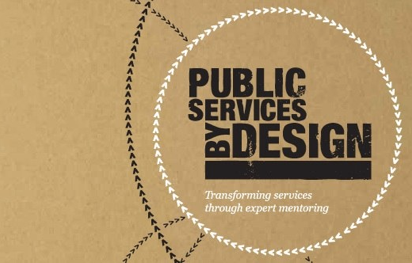 PUBLIC
SERVICES
BY DESIGN
Transforming services
through expert mentoring